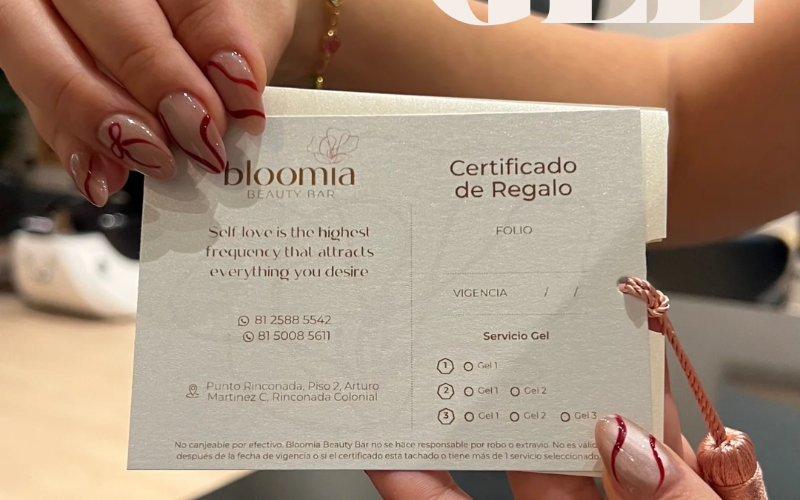 bloomia
BEAUTY BAR
Self-love is the highest
frequency that attracts
everything you desire
81 2588 5542
81 5008 5611
Punto Rinconada, Piso 2, Arturo
Martinez C, Rinconada Colonial
Certificado
de Regalo
FOLIO
VIGENCIA / /
Servicio Gel
1 Gel 1
2 Gel 1 Gel 2
3 Gel 1 Gel 2 Gel 3
No canjeable por efectivo. Bloomia Beauty Bar no se hace responsable por robo o extravío. No es valido
después de la fecha de vigencia o si el certificado esta tachado o tiene más de 1 servicio seleccionado.